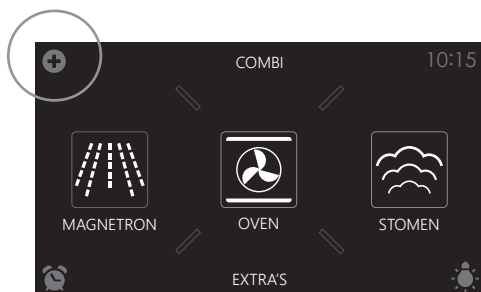 COMBI
10:15
MAGNETRON
OVEN
STOMEN
EXTRA'S